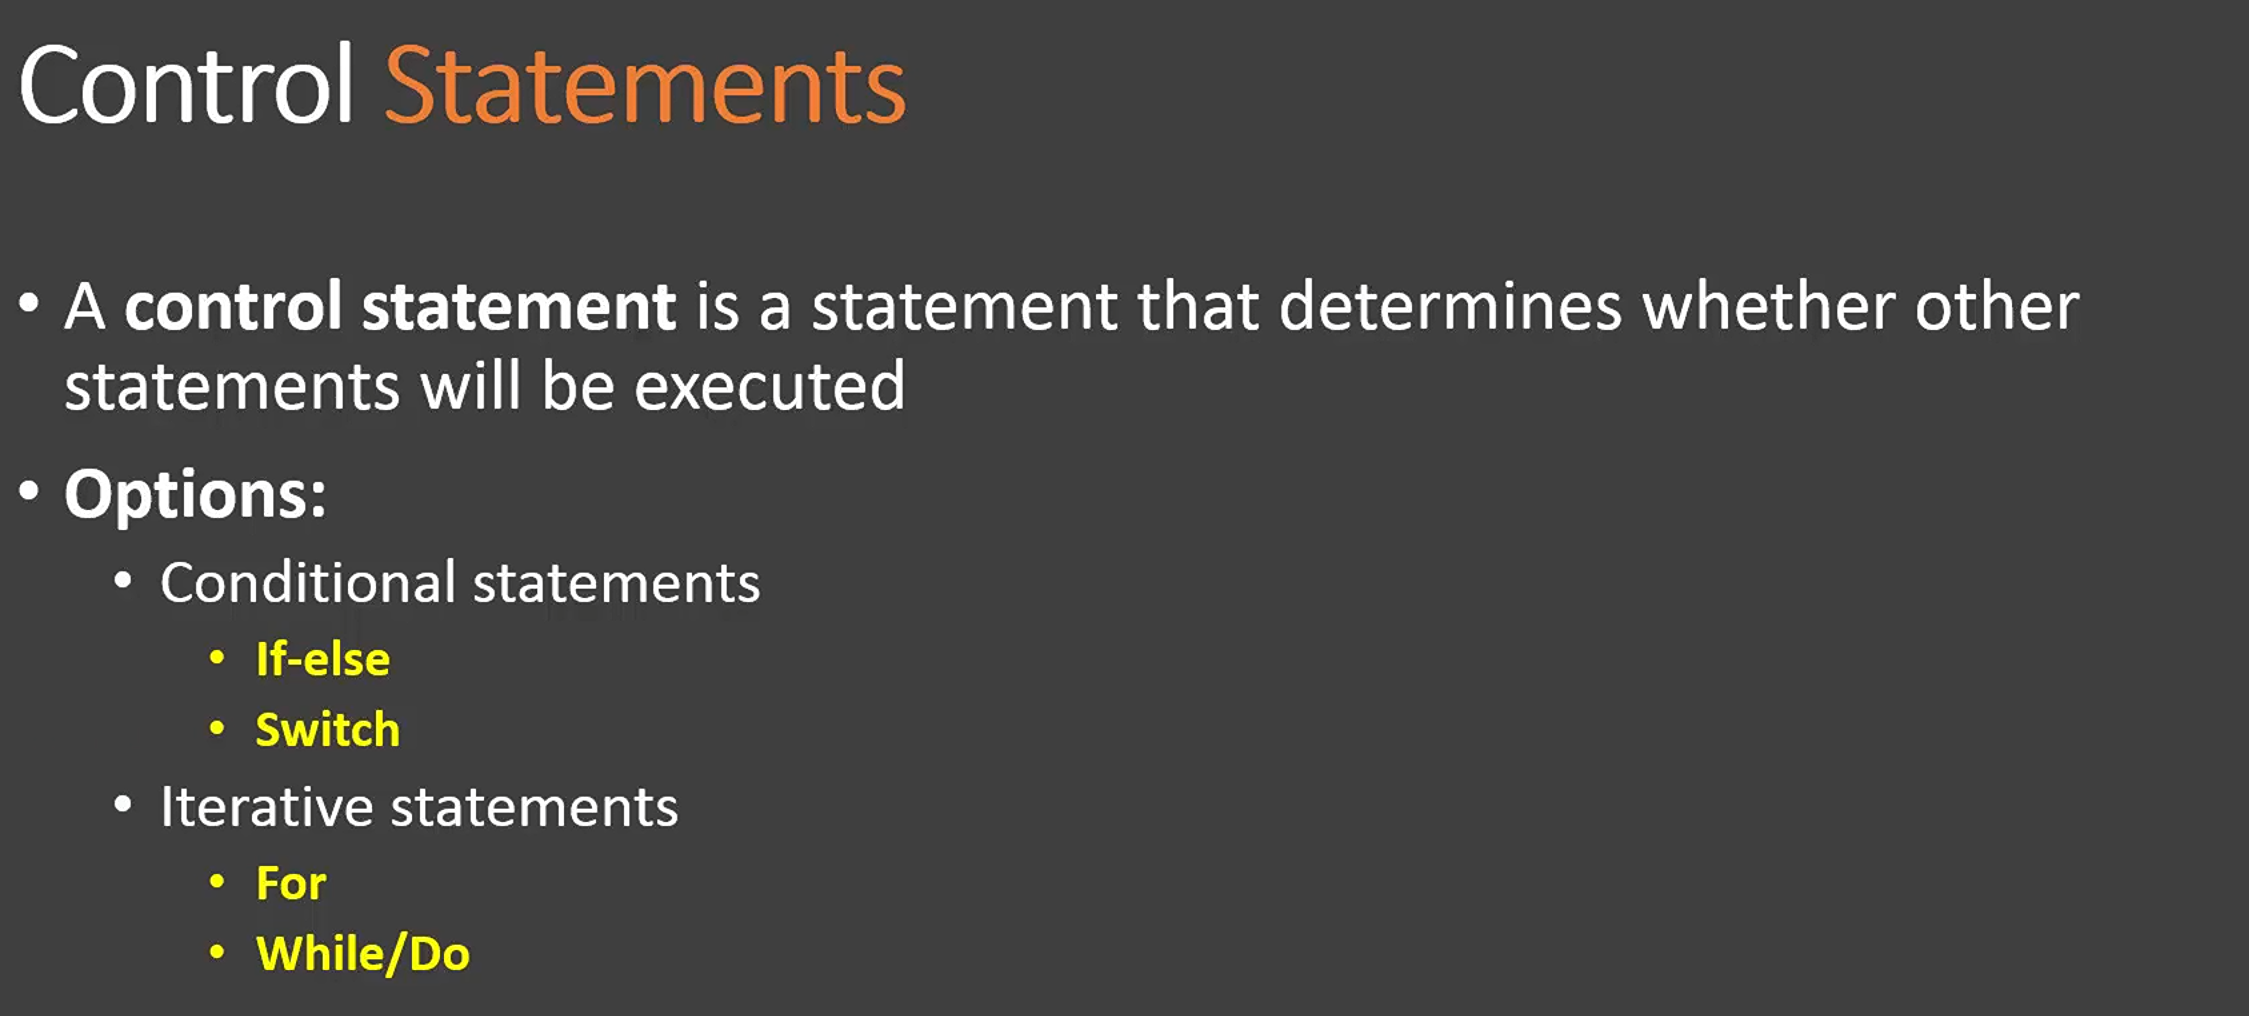 Control Statements
• A control statement is a statement that determines whether other
statements will be executed
• Options:
• Conditional statements
• If-else
• Switch
• Iterative statements
• For
• While/Do